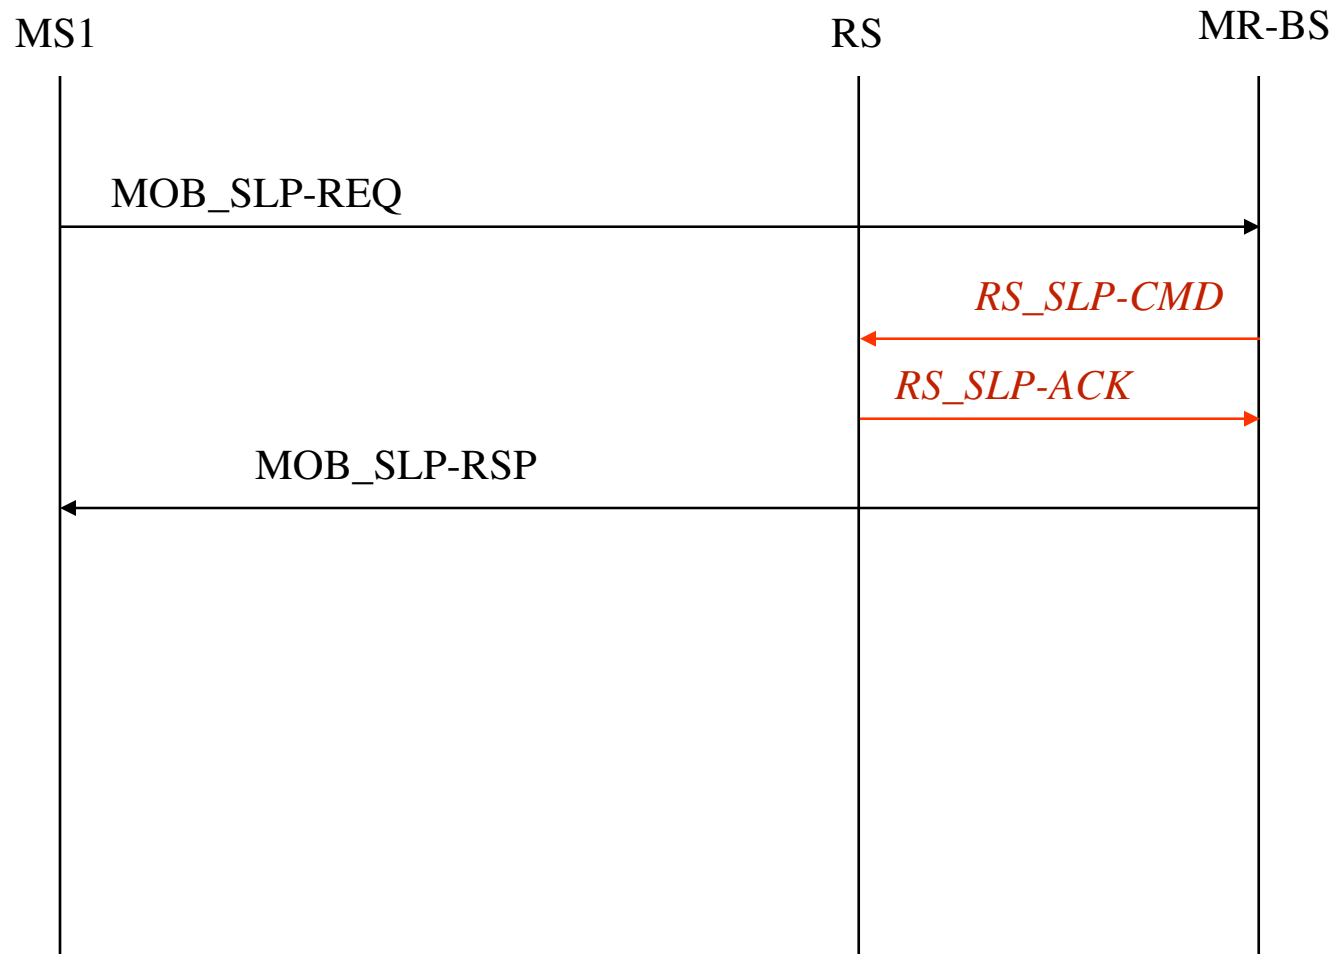 MS1
RS
MR-BS
MOB_SLP-REQ
RS_SLP-CMD
RS_SLP-ACK
MOB_SLP-RSP